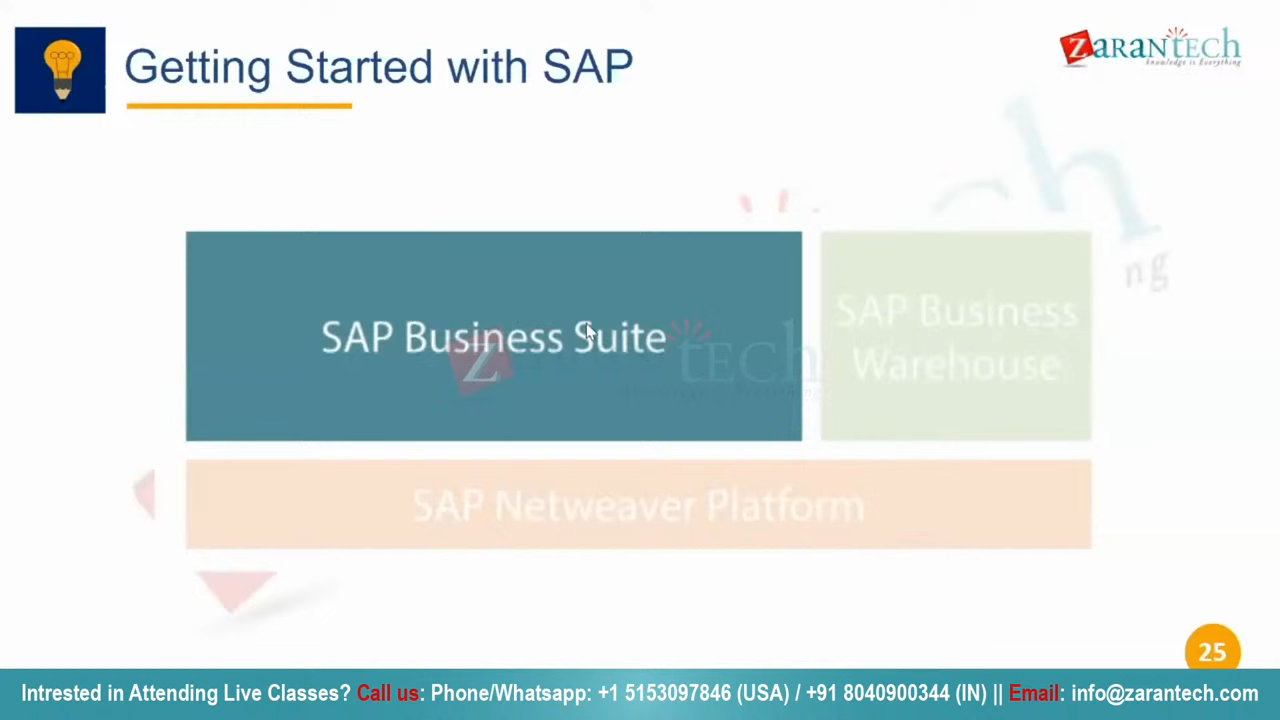 Getting Started with SAP
ZARANTECH
knowledge is Everything
SAP Business Suite
SAP Business
Warehouse
SAP Netweaver Platform
ng
25
Intrested in Attending Live Classes? Call us: Phone/Whatsapp: +1 5153097846 (USA) / +91 8040900344 (IN) || Email: info@zarantech.com